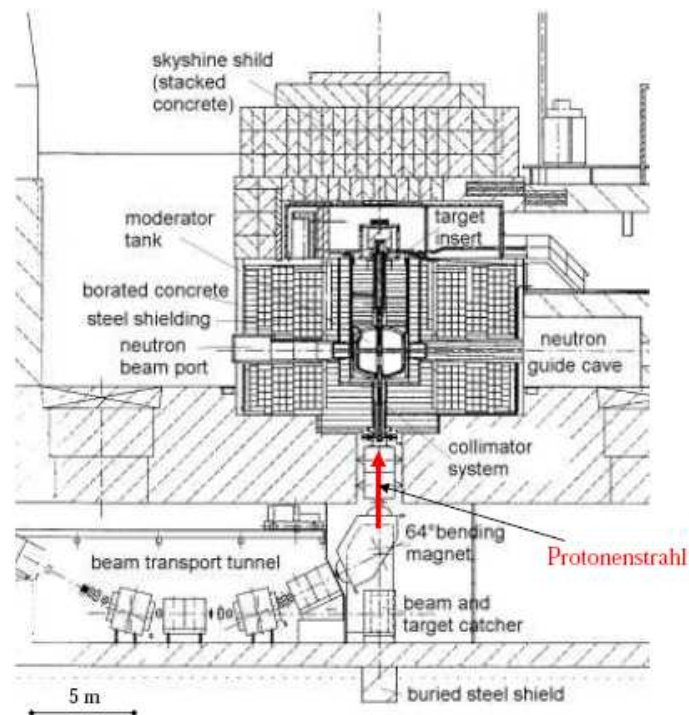 skyshine shild
(stacked
concrete)
moderator
tank
target
insert
borated concrete
steel shielding
neutron
beam port
neutron
guide cave
collimator
system
64°bending
magnet
beam transport tunnel
Protonenstrahl
beam and
target catcher
buried steel shield
5 m